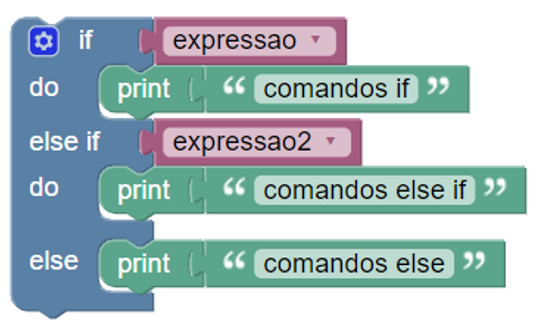 if expressao
do print “ comandos if ”
else if expressao2
do print “ comandos else if ”
else print “ comandos else ”